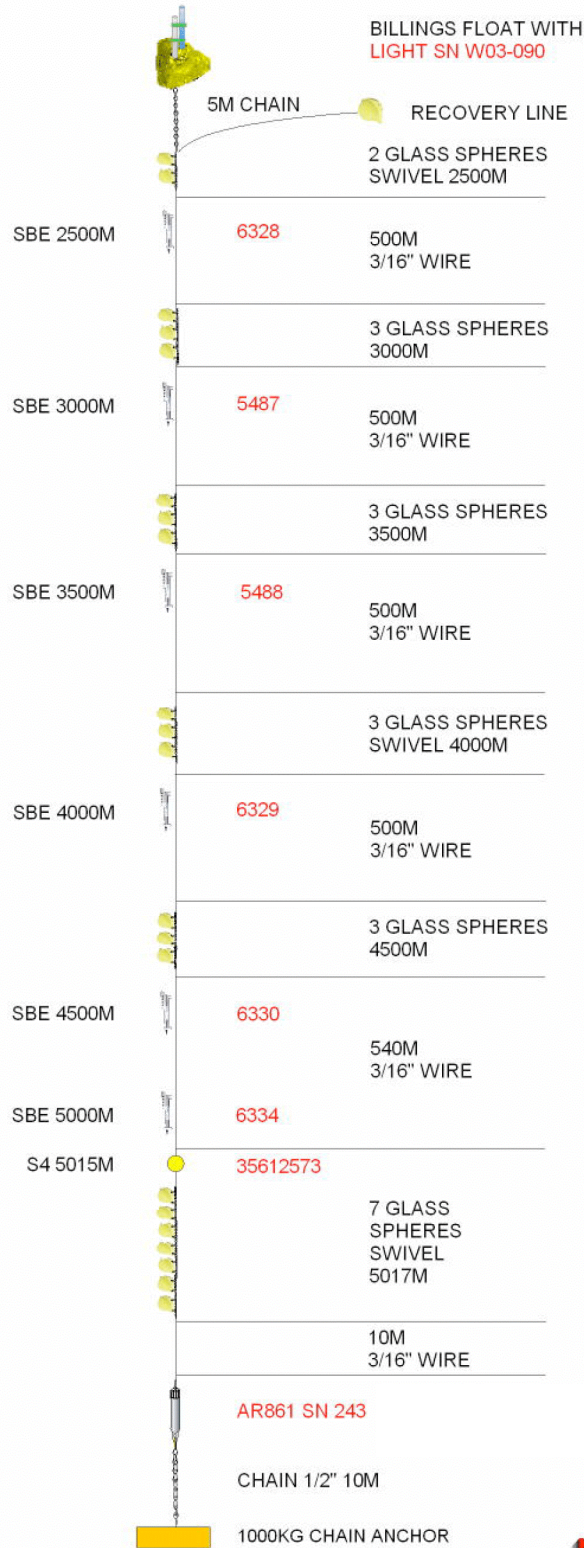 BILLINGS FLOAT WITH
LIGHT SN W03-090
5M CHAIN
RECOVERY LINE
2 GLASS SPHERES
SWIVEL 2500M
SBE 2500M
6328
500M
3/16" WIRE
3 GLASS SPHERES
3000M
SBE 3000M
5487
500M
3/16" WIRE
3 GLASS SPHERES
3500M
SBE 3500M
5488
500M
3/16" WIRE
3 GLASS SPHERES
SWIVEL 4000M
SBE 4000M
6329
500M
3/16" WIRE
3 GLASS SPHERES
4500M
SBE 4500M
6330
540M
3/16" WIRE
SBE 5000M
6334
S4 5015M
35612573
7 GLASS
SPHERES
SWIVEL
5017M
10M
3/16" WIRE
AR861 SN 243
CHAIN 1/2" 10M
1000KG CHAIN ANCHOR